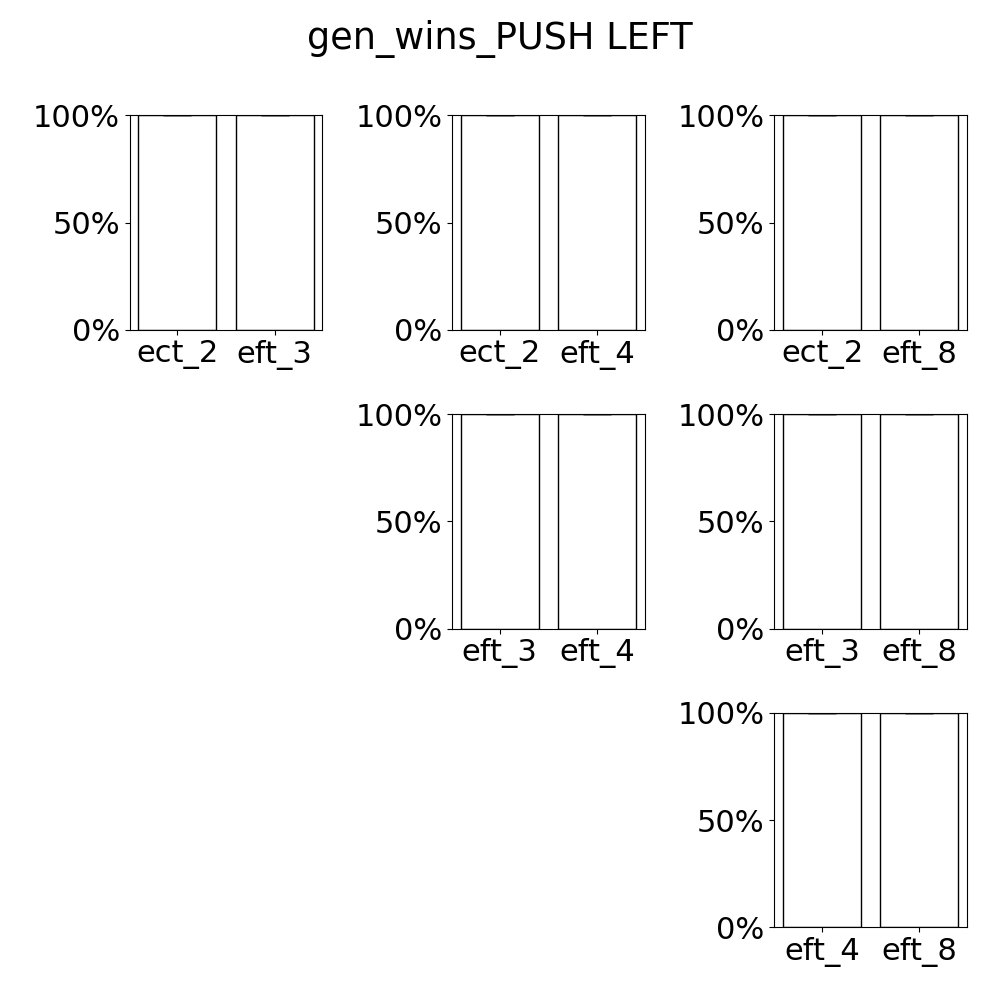 gen_wins_PUSH LEFT
100% 100% 100%
50% 50% 50%
0% 0% 0%
ect_2 eft_3 ect_2 eft_4 ect_2 eft_8
100% 100%
50% 50%
0% 0%
eft_3 eft_4 eft_3 eft_8
100%
50%
0%
eft_4 eft_8